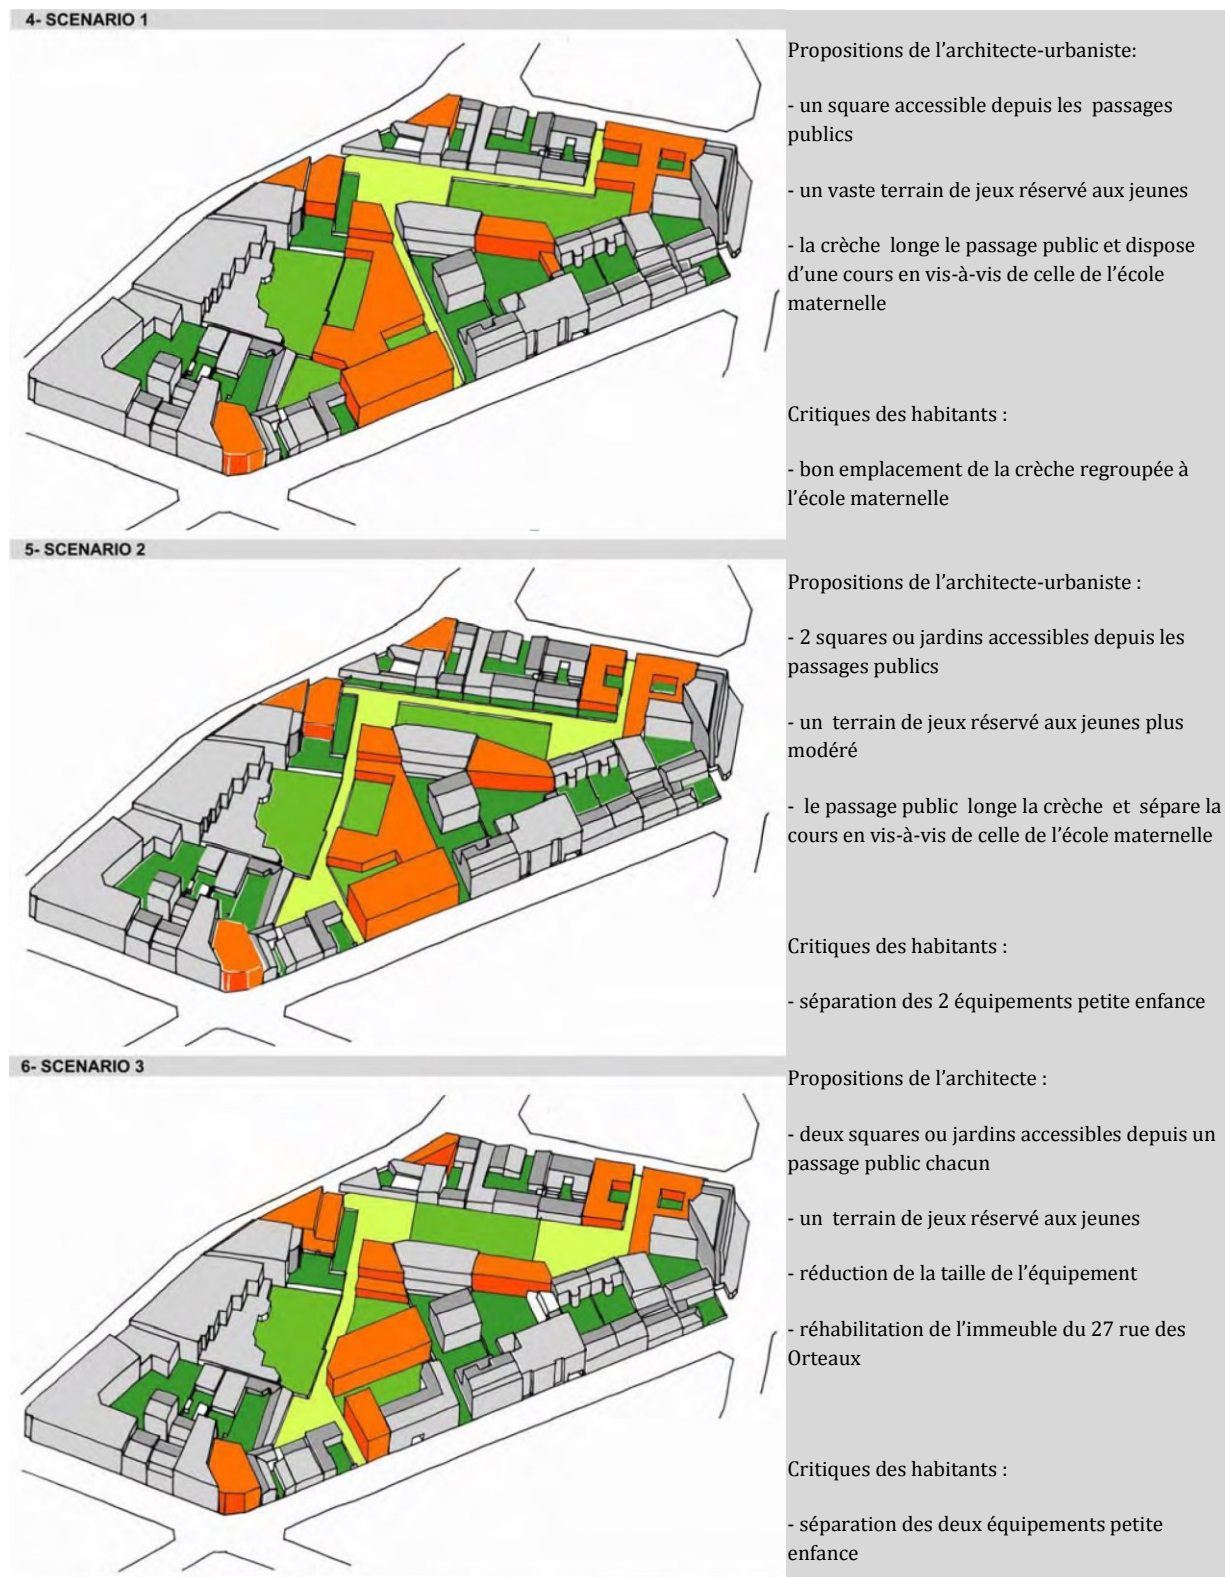 4- SCENARIO 1
Propositions de l’architecte-urbaniste:
- un square accessible depuis les passages
publics
- un vaste terrain de jeux réservé aux jeunes
- la crèche longe le passage public et dispose
d’une cours en vis-à-vis de celle de l’école
maternelle
Critiques des habitants :
- bon emplacement de la crèche regroupée à
l’école maternelle
5- SCENARIO 2
Propositions de l’architecte-urbaniste :
- 2 squares ou jardins accessibles depuis les
passages publics
- un terrain de jeux réservé aux jeunes plus
modéré
- le passage public longe la crèche et sépare la
cours en vis-à-vis de celle de l’école maternelle
Critiques des habitants :
- séparation des 2 équipements petite enfance
6- SCENARIO 3
Propositions de l’architecte :
- deux squares ou jardins accessibles depuis un
passage public chacun
- un terrain de jeux réservé aux jeunes
- réduction de la taille de l’équipement
- réhabilitation de l’immeuble du 27 rue des
Orteaux
Critiques des habitants :
- séparation des deux équipements petite
enfance